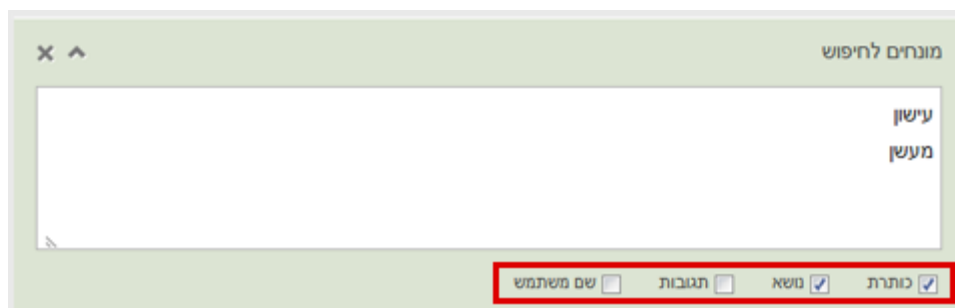 מונחים לחיפוש
עישון
מעשן
כותרת נושא תגובות שם משתמש